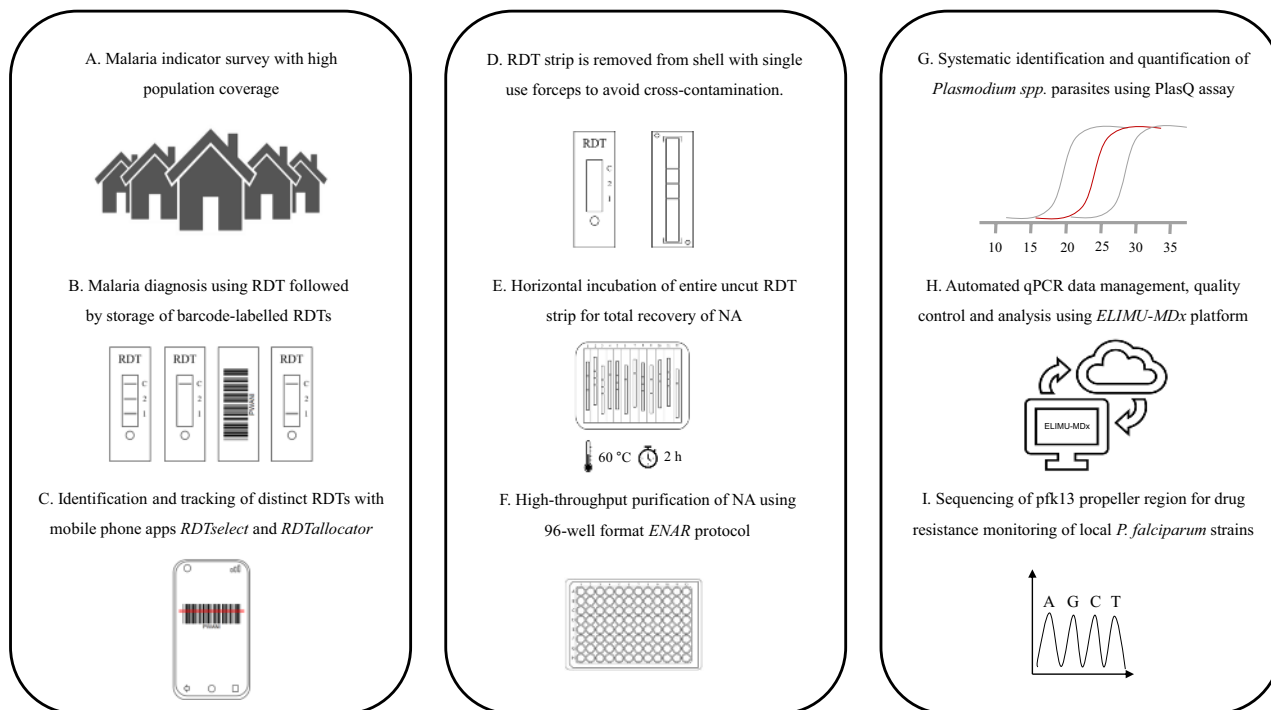 A. Malaria indicator survey with high
population coverage
B. Malaria diagnosis using RDT followed
by storage of barcode-labelled RDTs
RDT
C
2
1
RDT
C
2
1
PWANI
RDT
C
2
1
C. Identification and tracking of distinct RDTs with
mobile phone apps RDTselect and RDTallocator
PWANI
D. RDT strip is removed from shell with single
use forceps to avoid cross-contamination.
RDT
C
2
1
E. Horizontal incubation of entire uncut RDT
strip for total recovery of NA
60 °C 2 h
F. High-throughput purification of NA using
96-well format ENAR protocol
G. Systematic identification and quantification of
Plasmodium spp. parasites using PlasQ assay
10 15 20 25 30 35
H. Automated qPCR data management, quality
control and analysis using ELIMU-MDx platform
ELIMU-MDx
I. Sequencing of pfk13 propeller region for drug
resistance monitoring of local P. falciparum strains
A G C T